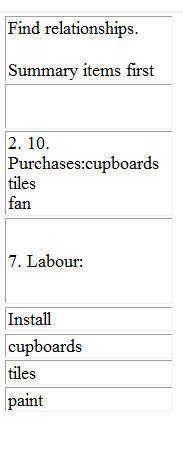 Find relationships.
Summary items first
2. 10.
Purchases:cupboards
tiles
fan
7. Labour:
Install
cupboards
tiles
paint